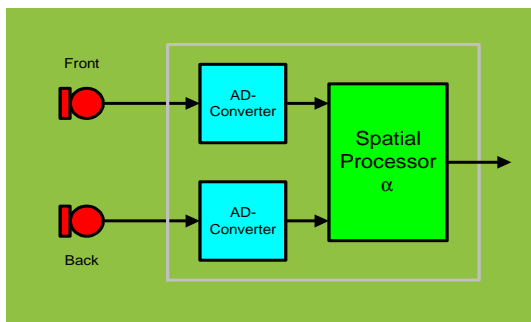 Front
AD-
Converter
Spatial
Processor
α
AD-
Converter
Back